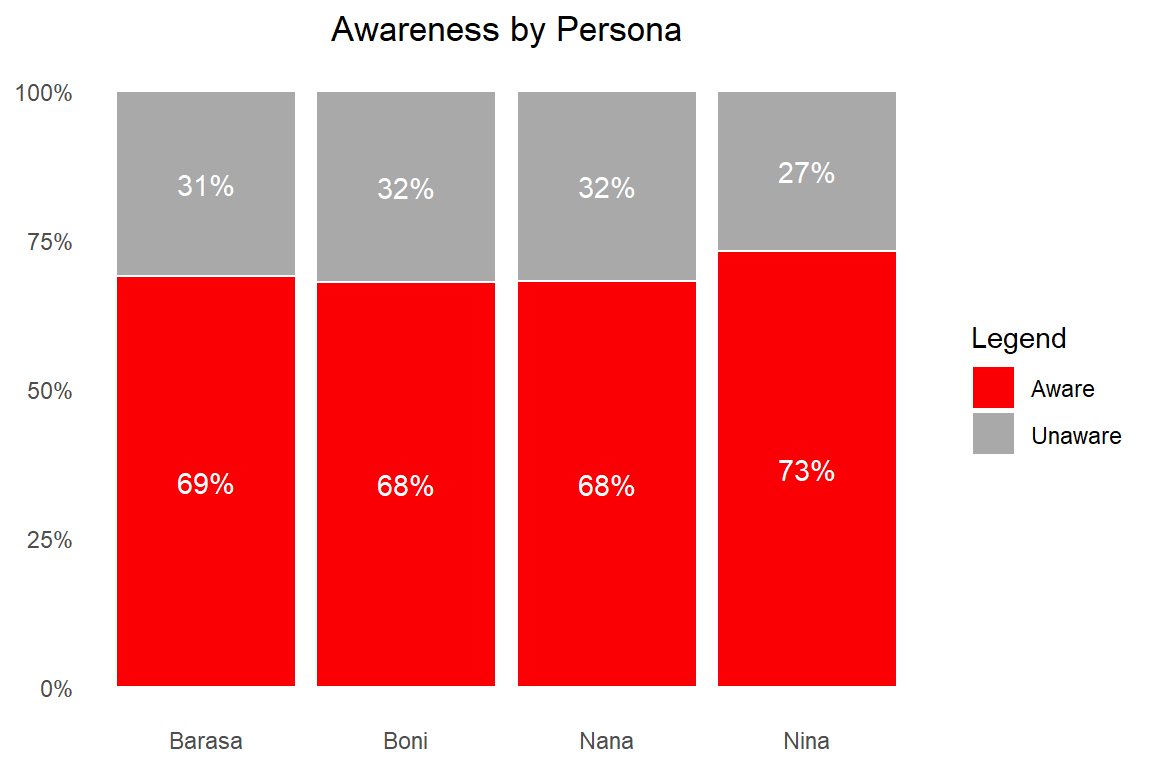 Awareness by Persona
100%
75%
50%
25%
0%
31%
32%
32%
27%
69%
68%
68%
73%
Barasa
Boni
Nana
Nina
Legend
Aware
Unaware